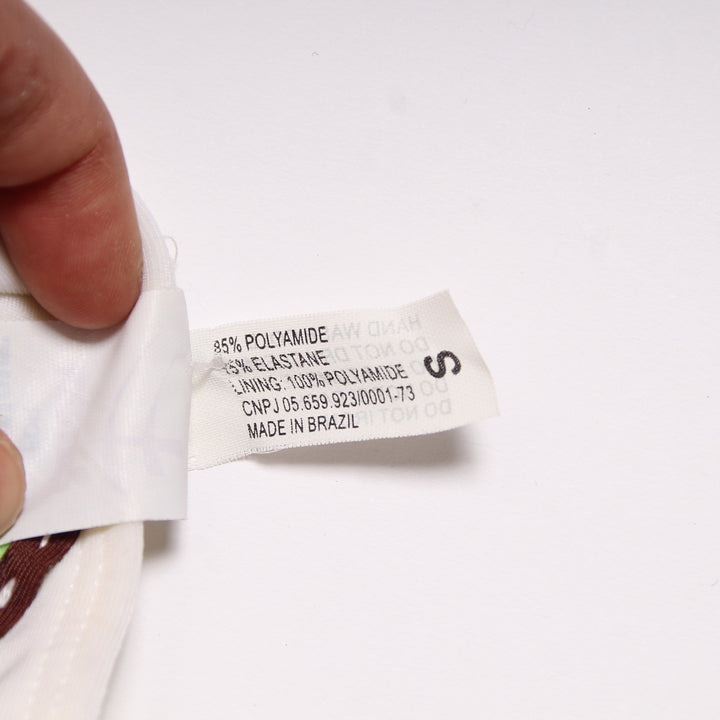 85% POLYAMIDE
15% ELASTANE
LINING: 100% POLYAMIDE
CNPJ 05.659.923/0001-73
MADE IN BRAZIL
S